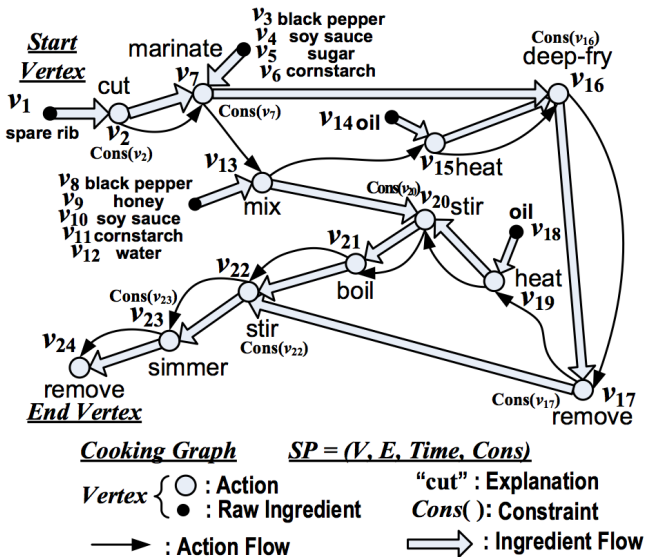 Start
Vertex
v1
spare rib
cut
v2
Cons(v2)
marinate
v7
Cons(v7)
v3 black pepper
v4 soy sauce
v5 sugar
v6 cornstarch
Cons(v16)
deep-fry
v16
v14 oil
v15 heat
v13
mix
v8 black pepper
v9 honey
v10 soy sauce
v11 cornstarch
v12 water
Cons(v20)
v20 stir
oil
v18
heat
v19
v21
boil
v22
stir
Cons(v22)
Cons(v23)
v23
simmer
v24
remove
End Vertex
Cons(v17)
v17
remove
Cooking Graph
SP = (V, E, Time, Cons)
Vertex { : Action
: Raw Ingredient
: Action Flow
“cut” : Explanation
Cons( ): Constraint
: Ingredient Flow